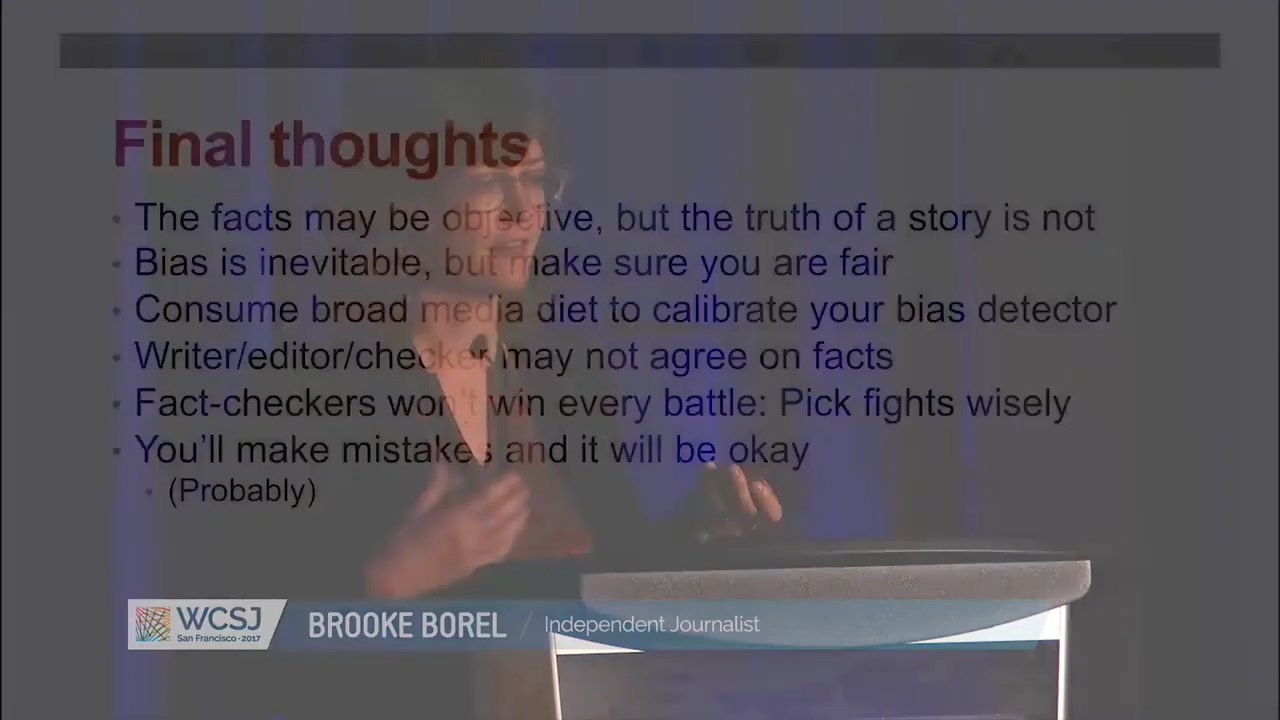 Final thoughts
The facts may be objective, but the truth of a story is not
Bias is inevitable, but make sure you are fair
Consume broad media diet to calibrate your bias detector
Writer/editor/checker may not agree on facts
Fact-checkers won't win every battle: Pick fights wisely
You'll make mistakes and it will be okay
(Probably)
WCSJ
San Francisco · 2017
BROOKE BOREL / Independent Journalist